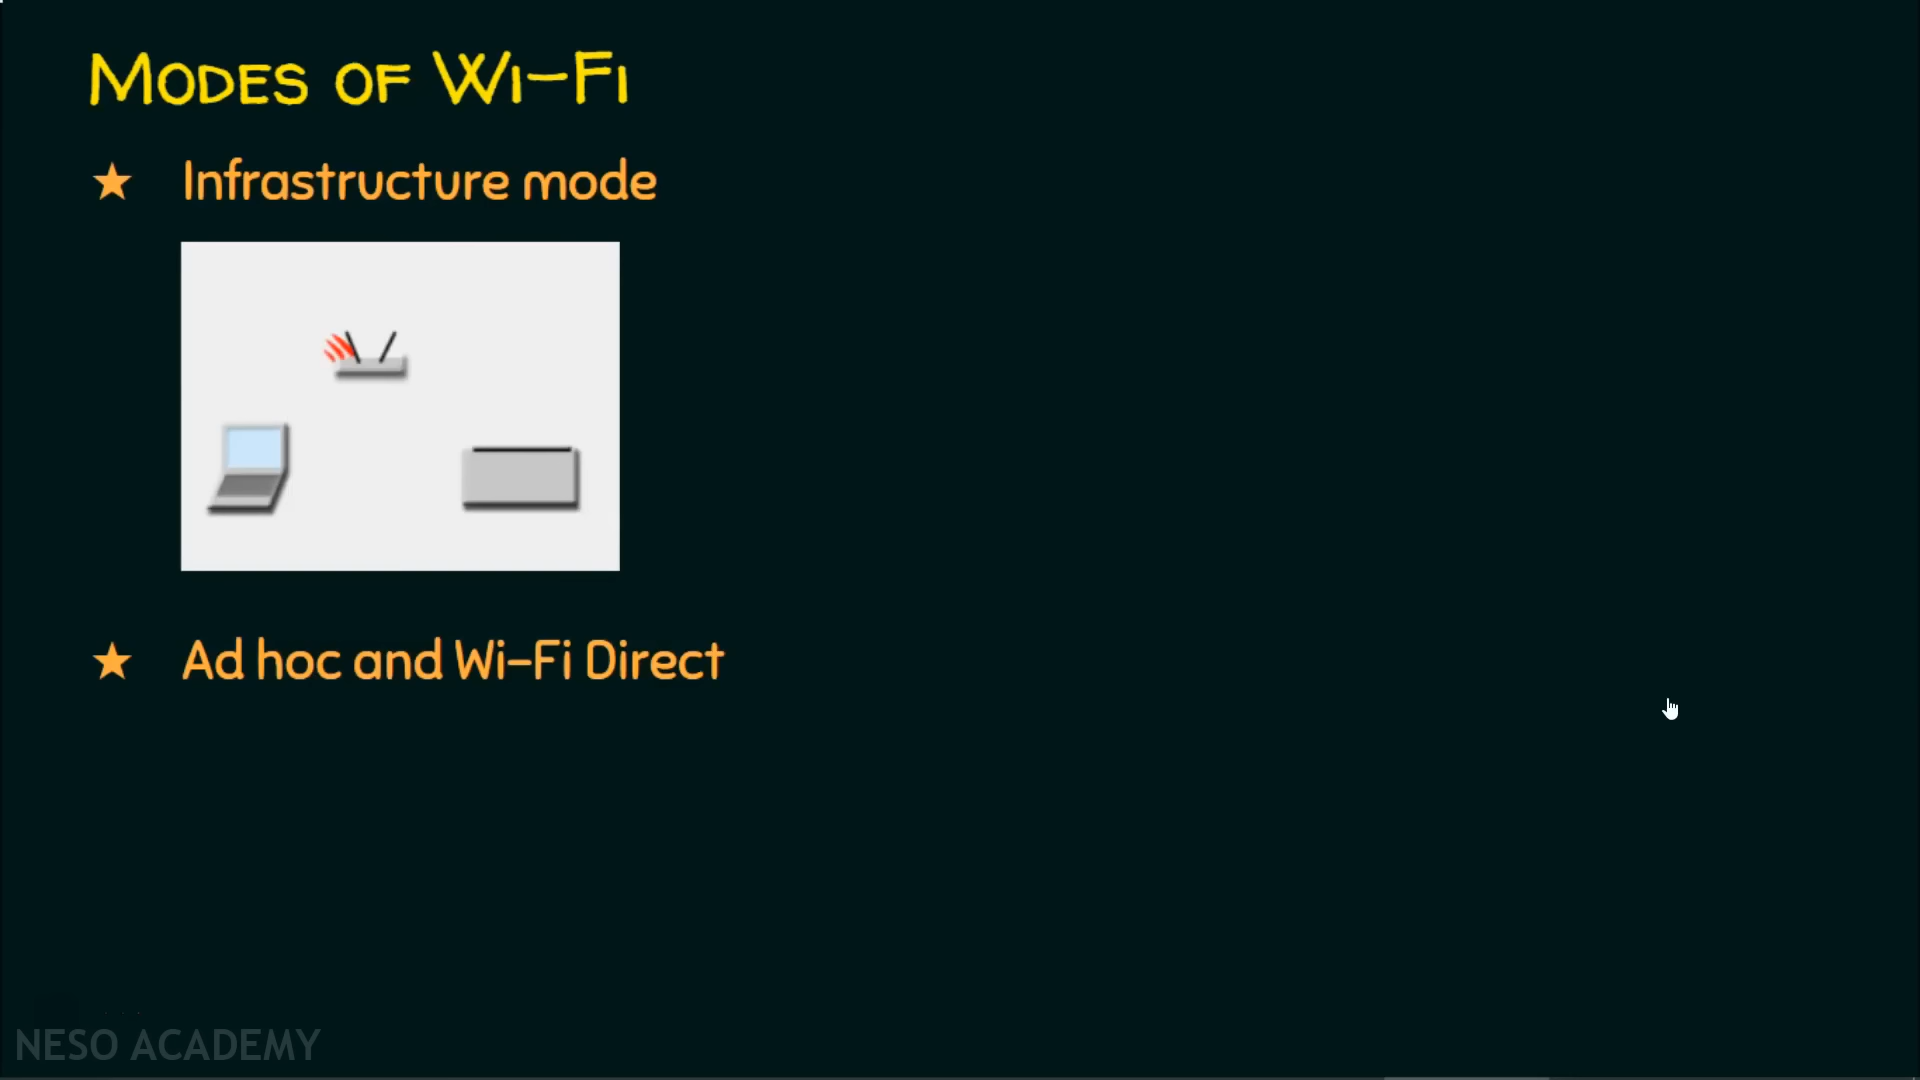 Modes of Wi-Fi
★ Infrastructure mode
★ Ad hoc and Wi-Fi Direct
NESO ACADEMY